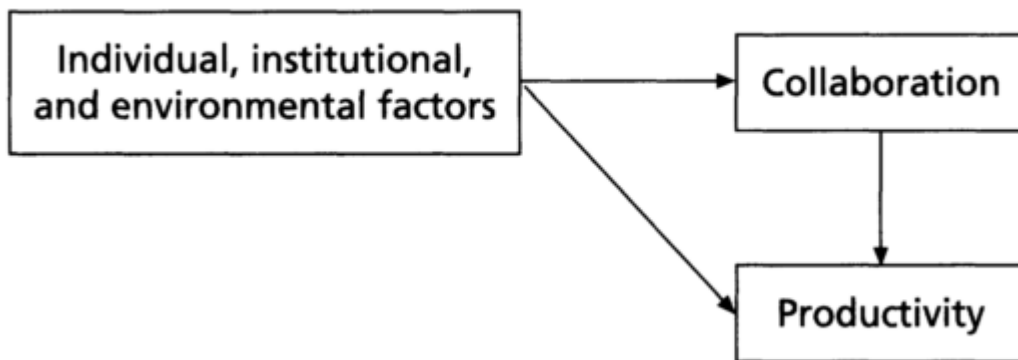 Individual, institutional,
and environmental factors
Collaboration
Productivity